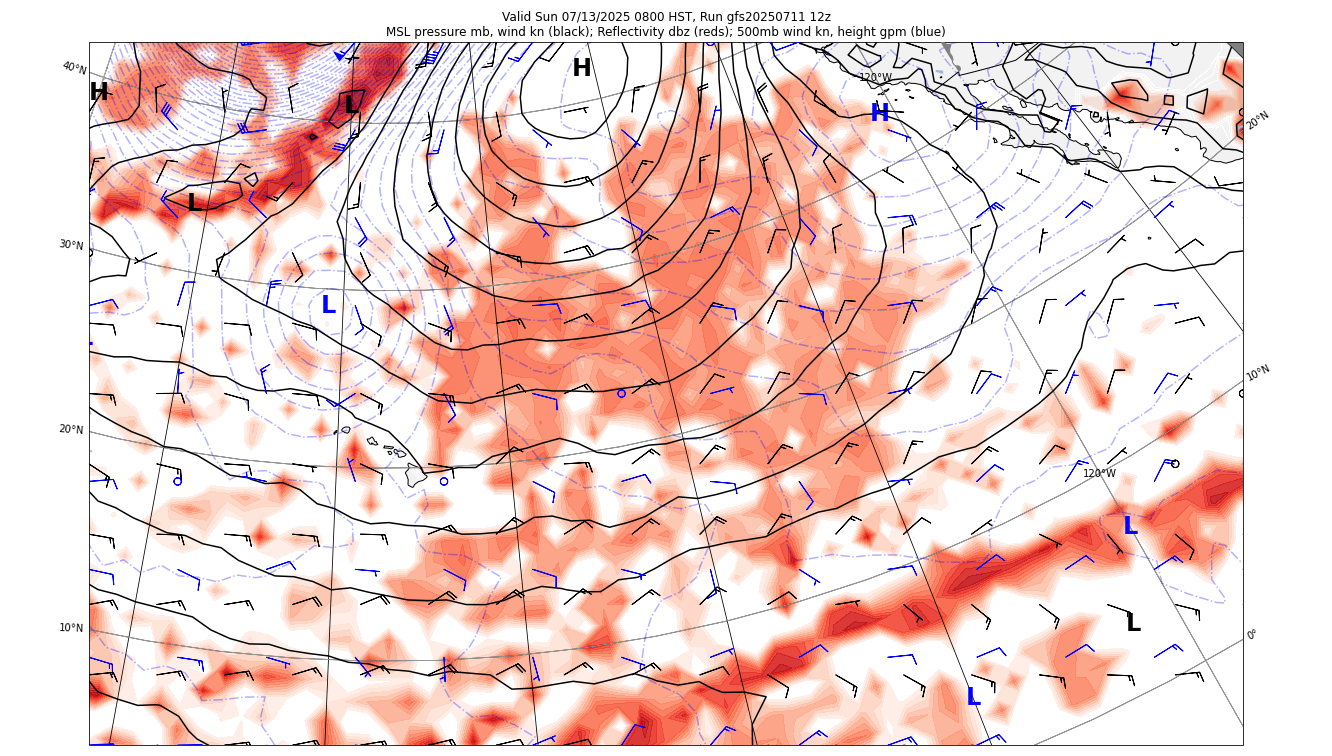 Valid Sun 07/13/2025 0800 HST, Run gfs20250711 12z
MSL pressure mb, wind kn (black); Reflectivity dbz (reds); 500mb wind kn, height gpm (blue)
40°N
H
L
H
120°W
H
20°N
L
30°N
L
10°N
20°N
120°W
L
10°N
L
0°
L